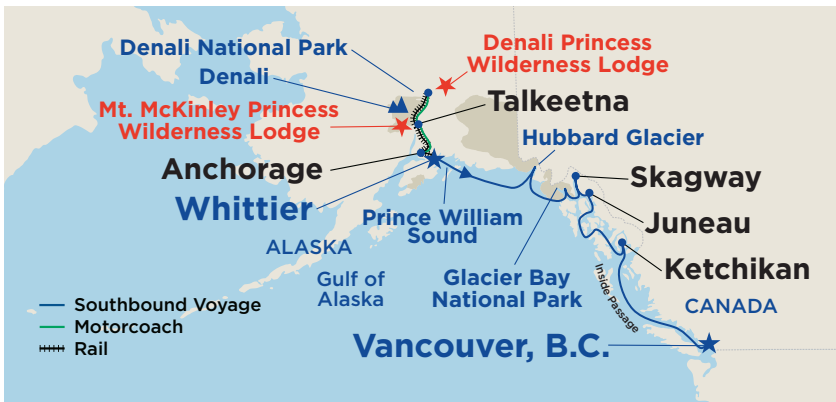 Denali National Park
Denali
Denali Princess
Wilderness Lodge
Mt. McKinley Princess
Wilderness Lodge
Talkeetna
Hubbard Glacier
Anchorage
Skagway
Whittier
Prince William
Sound
Juneau
ALASKA
Gulf of
Alaska
Glacier Bay
National Park
Ketchikan
Inside Passage
CANADA
Southbound Voyage
Motorcoach
Rail
Vancouver, B.C.